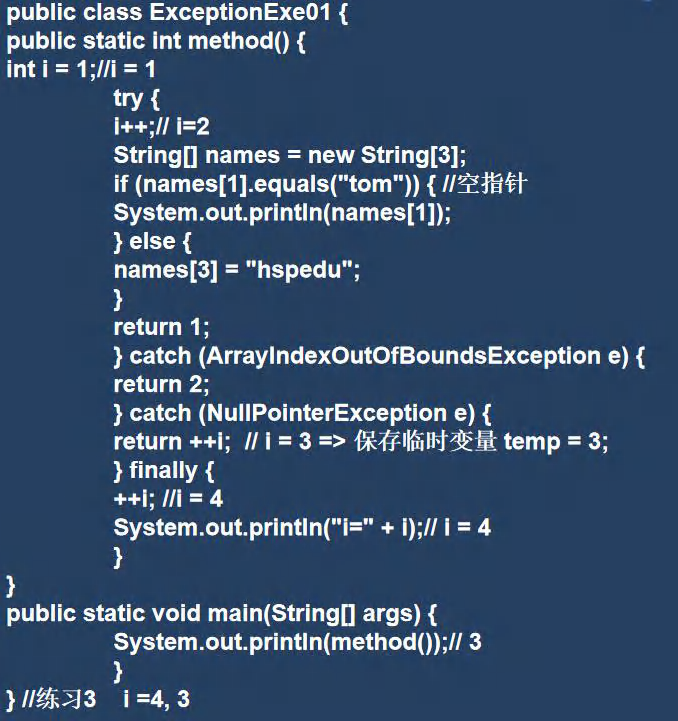 public class ExceptionExe01 {
public static int method() {
int i = 1;//i = 1
try {
i++;// i=2
String[] names = new String[3];
if (names[1].equals("tom")) { //空指针
System.out.println(names[1]);
} else {
names[3] = "hspedu";
}
return 1;
} catch (ArrayIndexOutOfBoundsException e) {
return 2;
} catch (NullPointerException e) {
return ++i;  // i = 3 => 保存临时变量 temp = 3;
} finally {
++i; //i = 4
System.out.println("i=" + i);// i = 4
}
}
public static void main(String[] args) {
System.out.println(method());// 3
}
} //练习3    i =4, 3